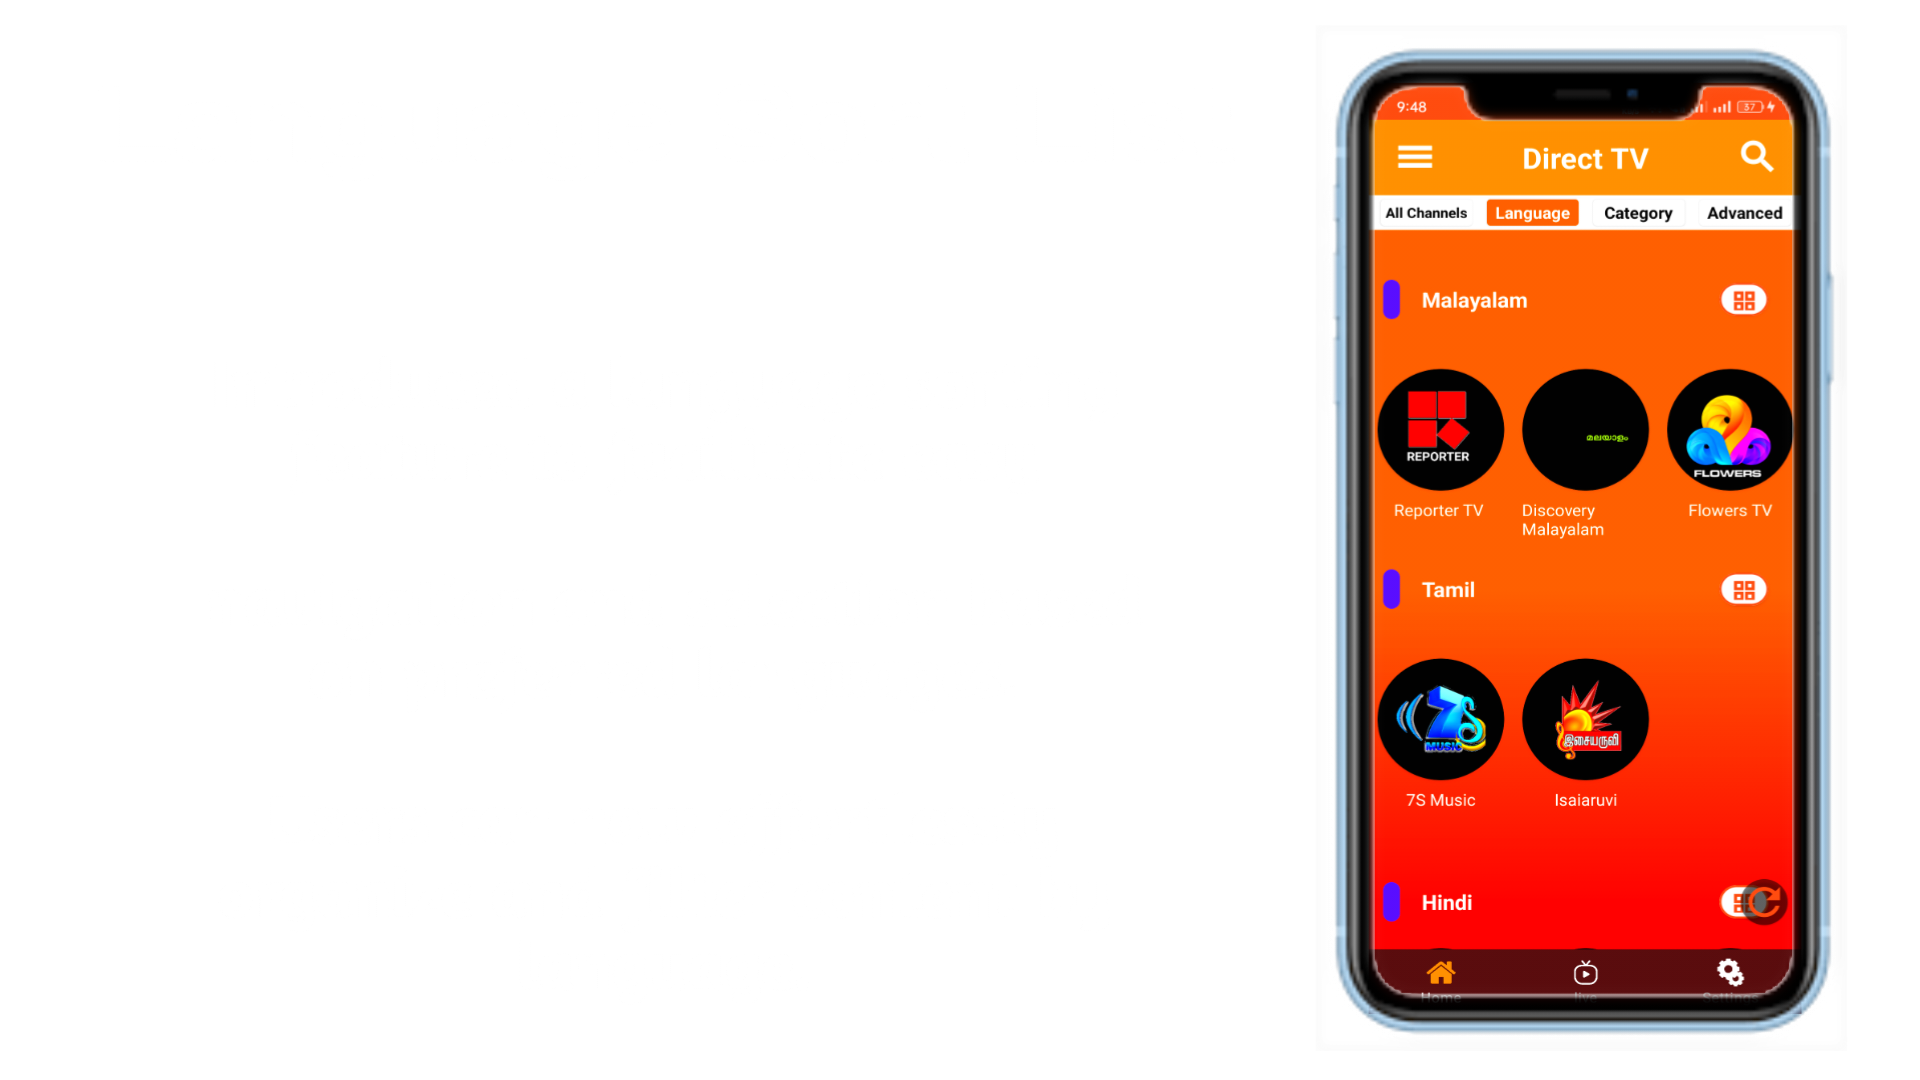 9:48
57
Direct TV
All Channels
Language
Category
Advanced
Malayalam
REPORTER
മലയാളം
FLOWERS
Reporter TV
Discovery
Malayalam
Flowers TV
Tamil
7S
MUSIC
இசையருவி
7S Music
Isaiaruvi
Hindi
Home
live
Settings